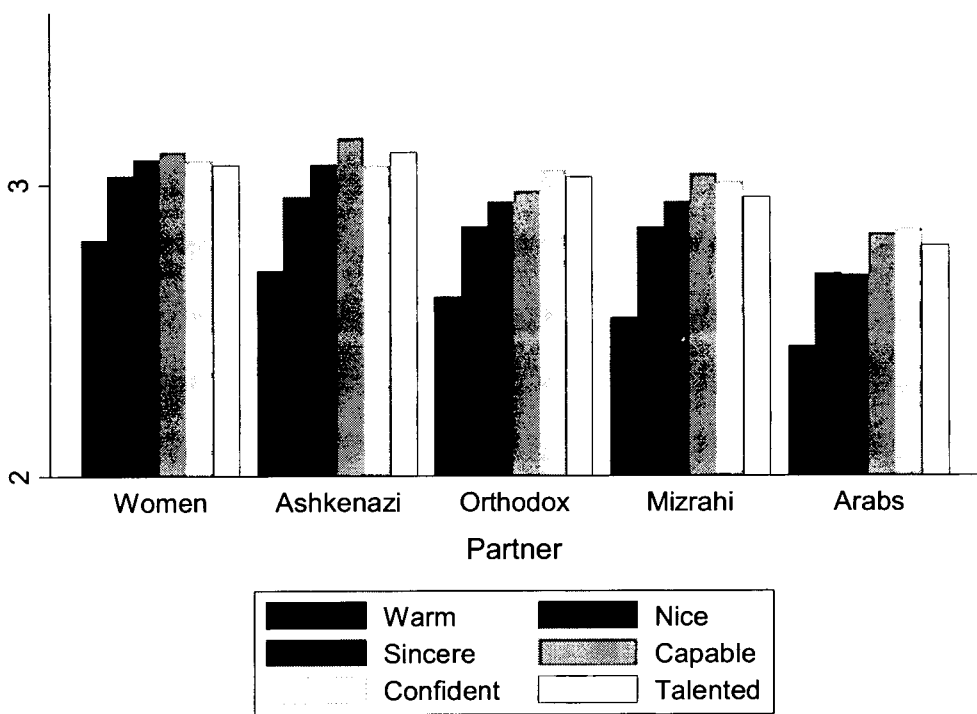 3
2
Women Ashkenazi Orthodox Mizrahi Arabs
Partner
Warm Nice
Sincere Capable
Confident Talented